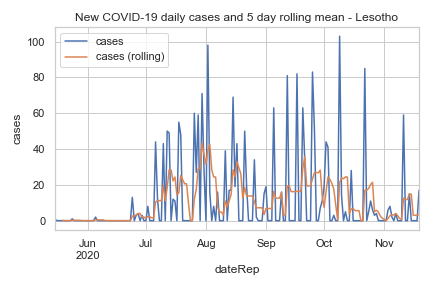 New COVID-19 daily cases and 5 day rolling mean - Lesotho
cases
cases (rolling)
100
80
60
40
20
0
cases
Jun
2020
Jul
Aug
Sep
Oct
Nov
dateRep